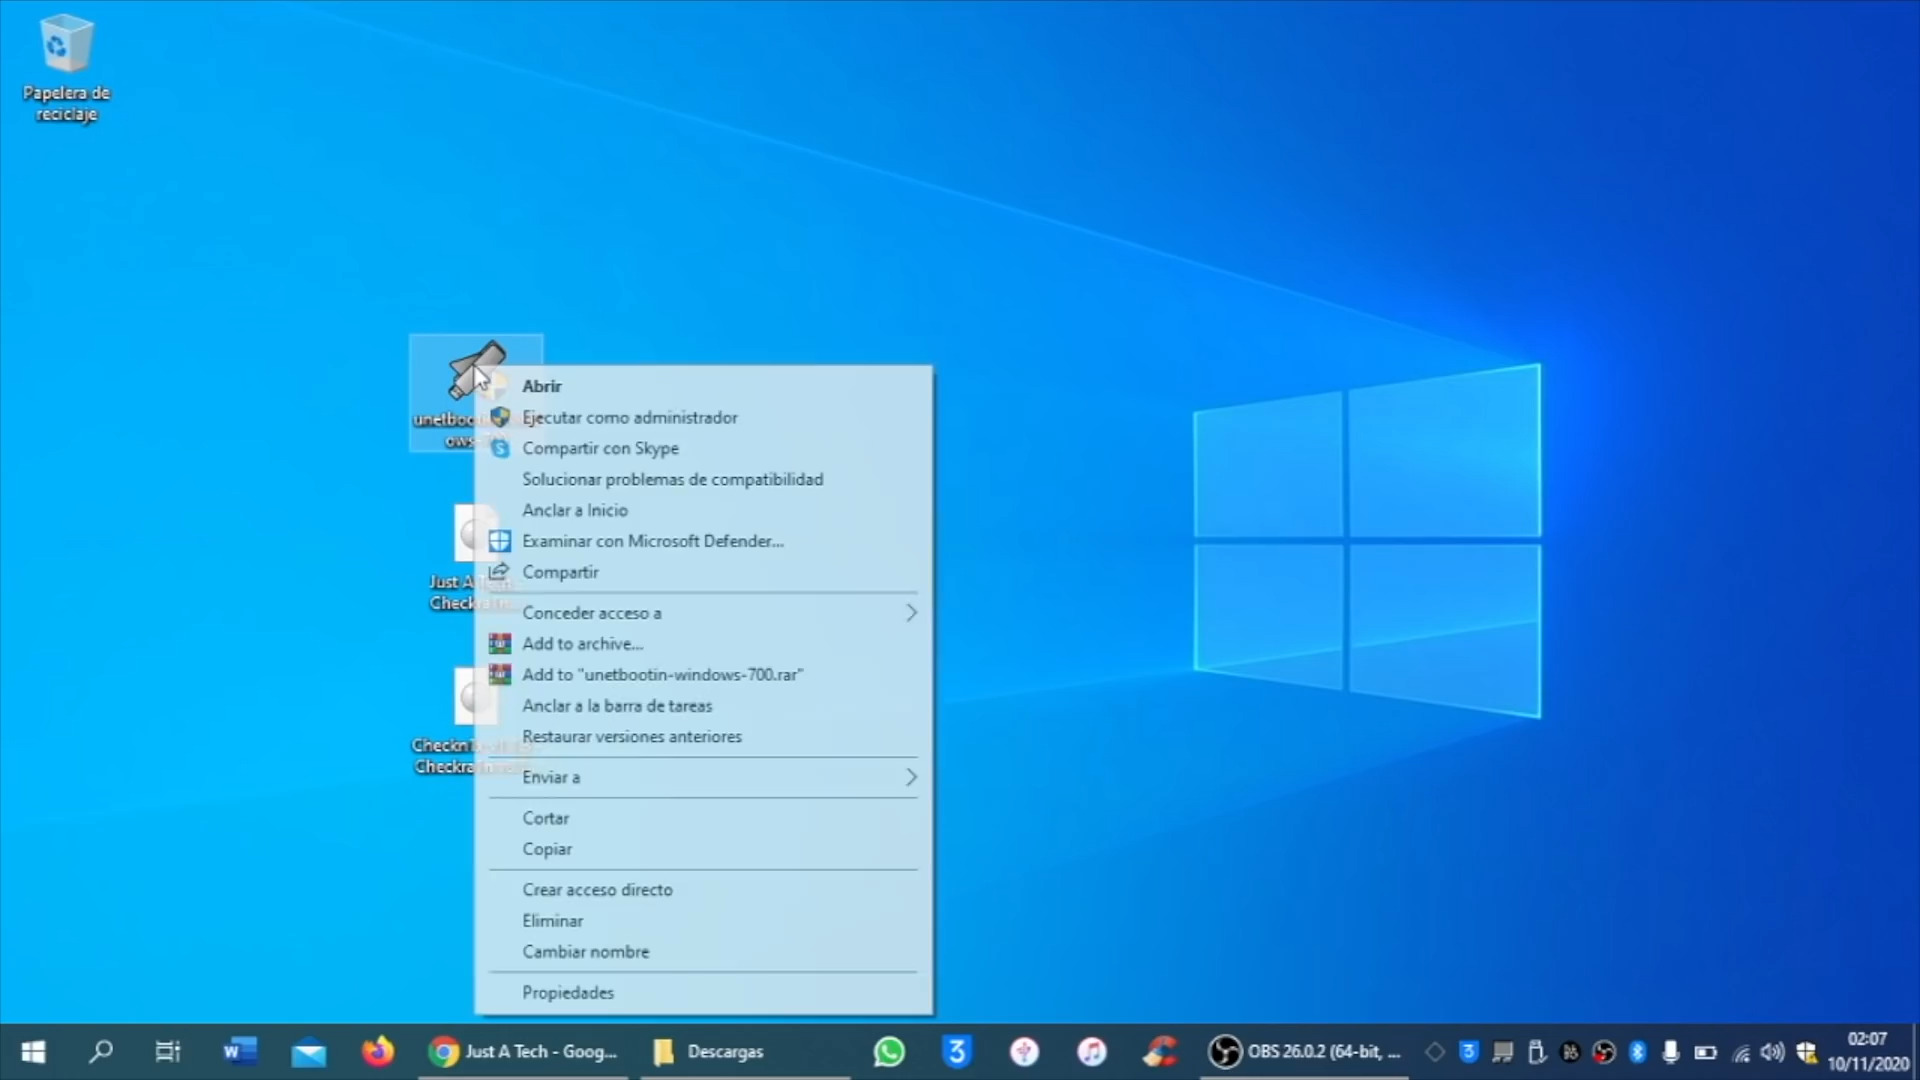 Papelera de
reciclaje
Abrir
Ejecutar como administrador
Compartir con Skype
Solucionar problemas de compatibilidad
Anclar a Inicio
Examinar con Microsoft Defender...
Compartir
Conceder acceso a
Add to archive...
Add to "unetbootin-windows-700.rar"
Anclar a la barra de tareas
Restaurar versiones anteriores
Enviar a
Cortar
Copiar
Crear acceso directo
Eliminar
Cambiar nombre
Propiedades
Just A
Just A Tech - Goog...
Descargas
OBS 26.0.2 (64-bit, ...
02:07
10/11/2020